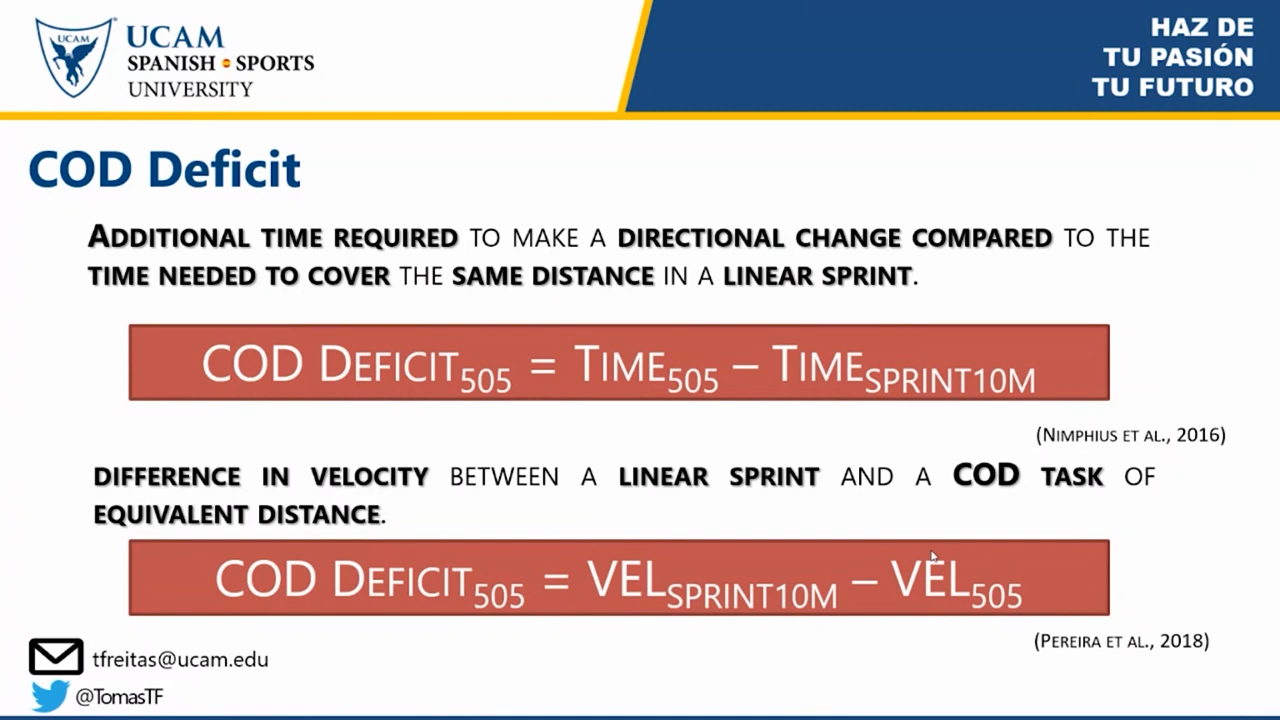 UCAM
UCAM
SPANISH SPORTS
UNIVERSITY
HAZ DE
TU PASIÓN
TU FUTURO
COD Deficit
ADDITIONAL TIME REQUIRED TO MAKE A DIRECTIONAL CHANGE COMPARED TO THE
TIME NEEDED TO COVER THE SAME DISTANCE IN A LINEAR SPRINT.
COD DEFICIT505 = TIME505 – TIMESPRINT10M
(NIMPHIUS ET AL., 2016)
DIFFERENCE IN VELOCITY BETWEEN A LINEAR SPRINT AND A COD TASK OF
EQUIVALENT DISTANCE.
COD DEFICIT505 = VELSPRINT10M – VEL505
(PEREIRA ET AL., 2018)
tfreitas@ucam.edu
@TomasTF